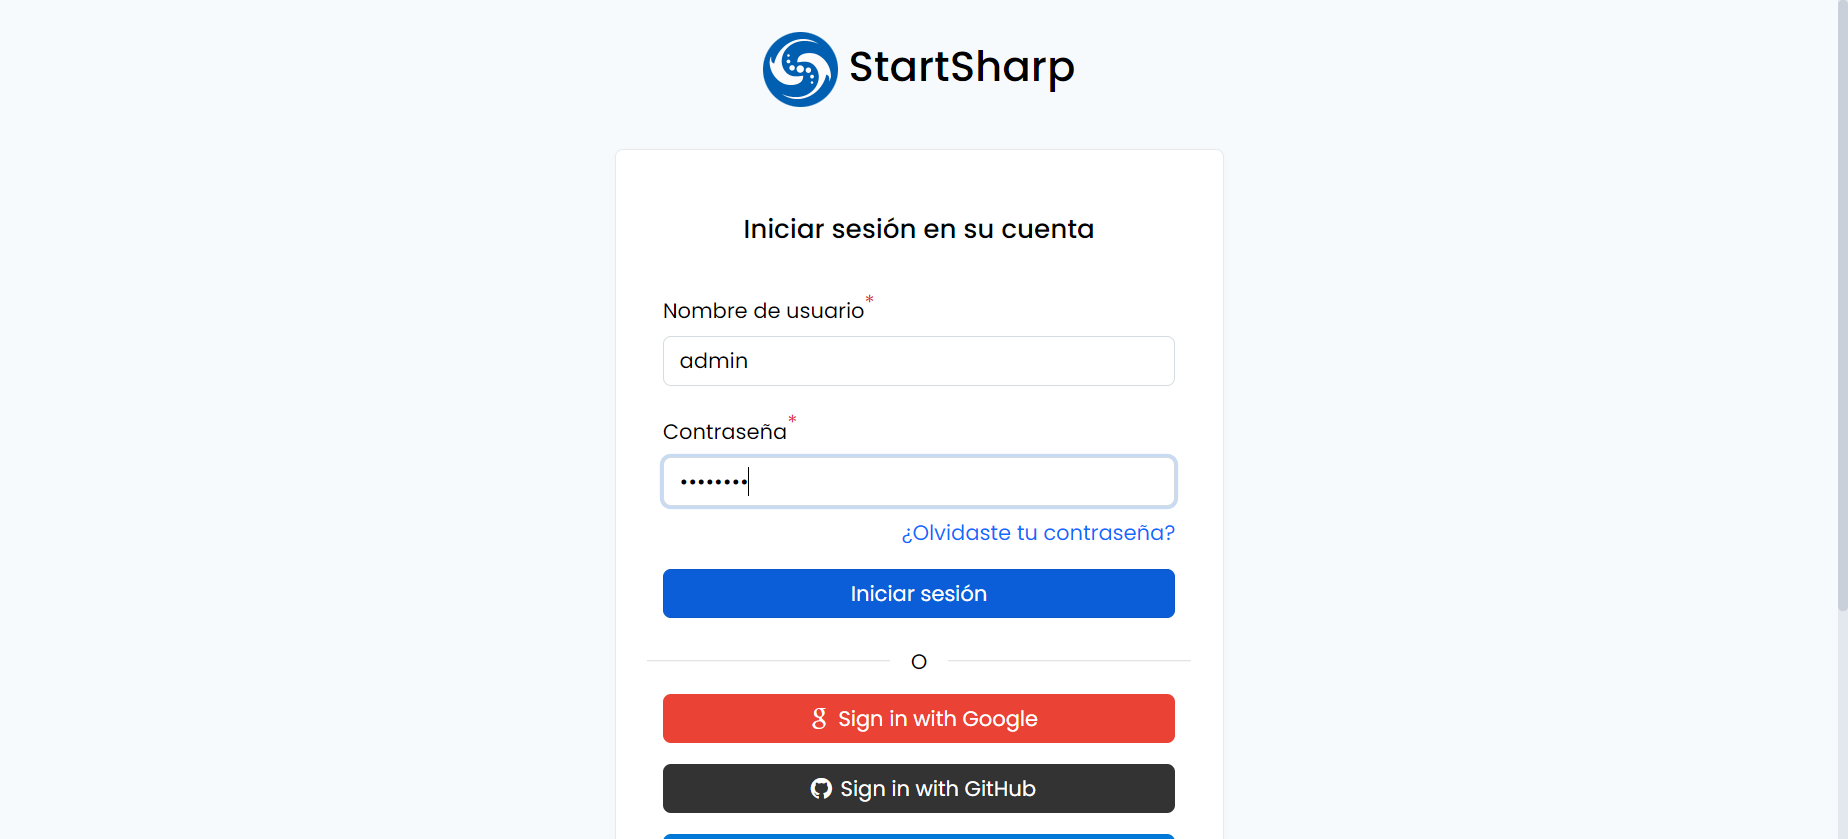 StartSharp
Iniciar sesión en su cuenta
Nombre de usuario*
admin
Contraseña*
••••••••
¿Olvidaste tu contraseña?
Iniciar sesión
O
Sign in with Google
Sign in with GitHub